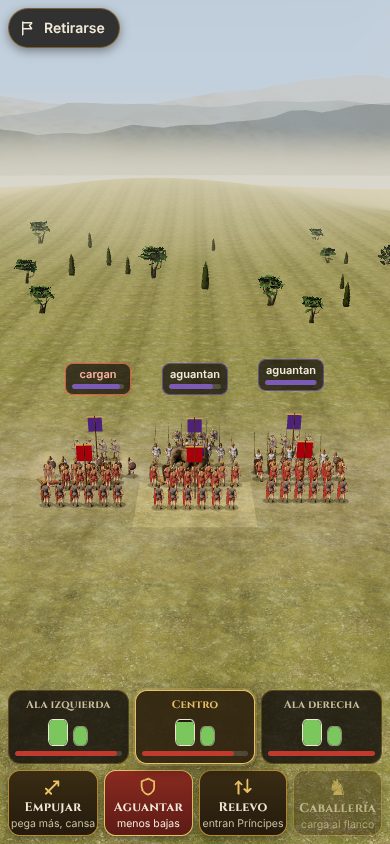 Retirarse
cargan
aguantan
aguantan
Ala izquierda
Centro
Ala derecha
Empujar
pega más, cansa
Aguantar
menos bajas
Relevo
entran Príncipes
Caballería
carga al flanco